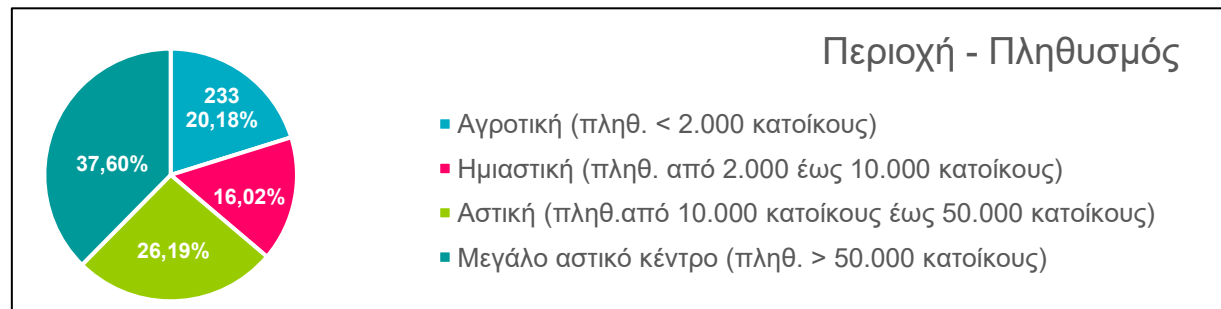 Περιοχή - Πληθυσμός
233
20,18%
37,60%
16,02%
26,19%
Αγροτική (πληθ. < 2.000 κατοίκους)
Ημιαστική (πληθ. από 2.000 έως 10.000 κατοίκους)
Αστική (πληθ.από 10.000 κατοίκους έως 50.000 κατοίκους)
Μεγάλο αστικό κέντρο (πληθ. > 50.000 κατοίκους)